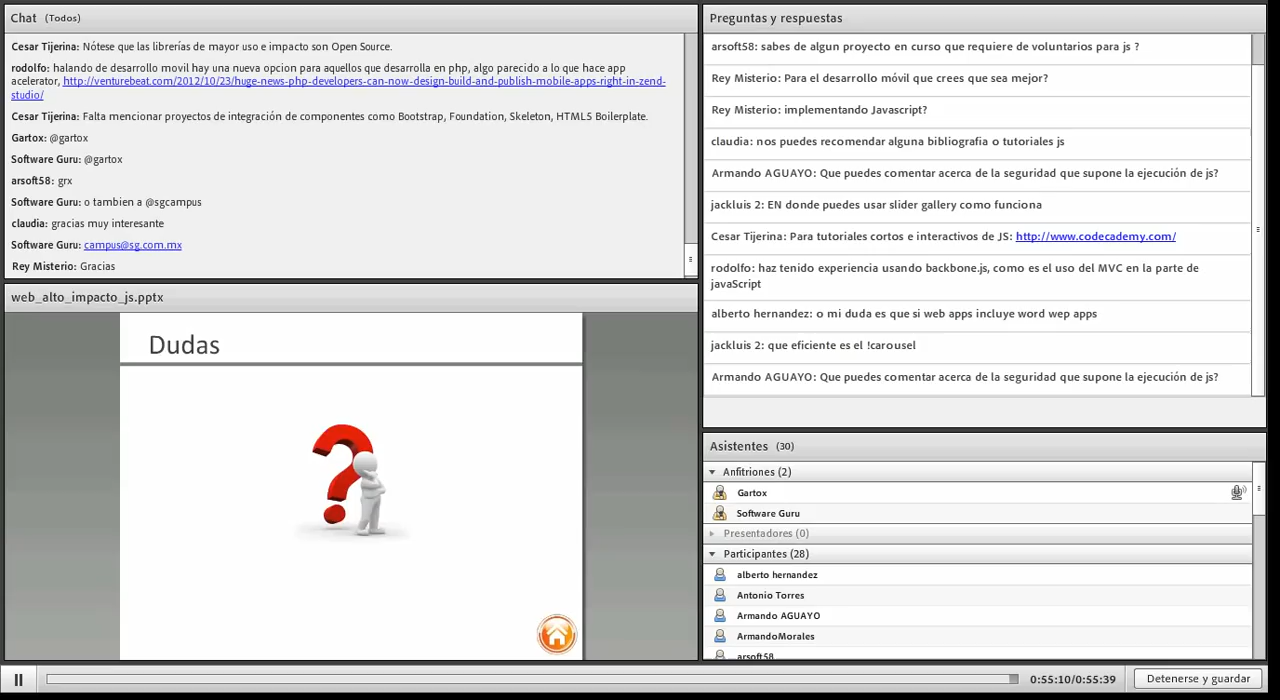 Chat (Todos)
Cesar Tijerina: Nótese que las librerías de mayor uso e impacto son Open Source.
rodolfo: halando de desarrollo movil hay una nueva opcion para aquellos que desarrolla en php, algo parecido a lo que hace app
acelerator, http://venturebeat.com/2012/10/23/huge-news-php-developers-can-now-design-build-and-publish-mobile-apps-right-in-zend-
studio/
Cesar Tijerina: Falta mencionar proyectos de integración de componentes como Bootstrap, Foundation, Skeleton, HTML5 Boilerplate.
Gartox: @gartox
Software Guru: @gartox
arsoft58: grx
Software Guru: o tambien a @sgcampus
claudia: gracias muy interesante
Software Guru: campus@sg.com.mx
Rey Misterio: Gracias
web_alto_impacto_js.pptx
Dudas
?
Preguntas y respuestas
arsoft58: sabes de algun proyecto en curso que requiere de voluntarios para js ?
Rey Misterio: Para el desarrollo móvil que crees que sea mejor?
Rey Misterio: implementando Javascript?
claudia: nos puedes recomendar alguna bibliografia o tutoriales js
Armando AGUAYO: Que puedes comentar acerca de la seguridad que supone la ejecución de js?
jackluis 2: EN donde puedes usar slider gallery como funciona
Cesar Tijerina: Para tutoriales cortos e interactivos de JS: http://www.codecademy.com/
rodolfo: haz tenido experiencia usando backbone.js, como es el uso del MVC en la parte de
javaScript
alberto hernandez: o mi duda es que si web apps incluye word wep apps
jackluis 2: que eficiente es el !carousel
Armando AGUAYO: Que puedes comentar acerca de la seguridad que supone la ejecución de js?
Asistentes (30)
Anfitriones (2)
Gartox
Software Guru
Presentadores (0)
Participantes (28)
alberto hernandez
Antonio Torres
Armando AGUAYO
ArmandoMorales
arsoft58
0:55:10/0:55:39
Detenerse y guardar